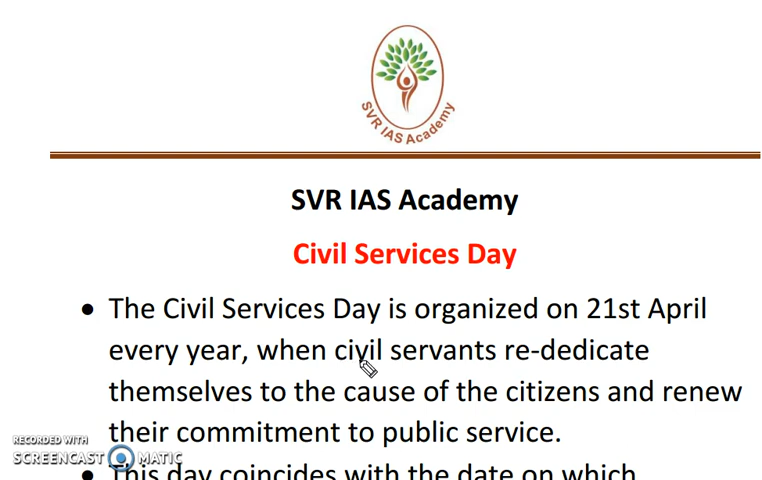 SVR IAS Academy
SVR IAS Academy
Civil Services Day
• The Civil Services Day is organized on 21st April
every year, when civil servants re-dedicate
themselves to the cause of the citizens and renew
their commitment to public service.
• This day coincides with the date on which
RECORDED WITH
SCREENCAST MATIC